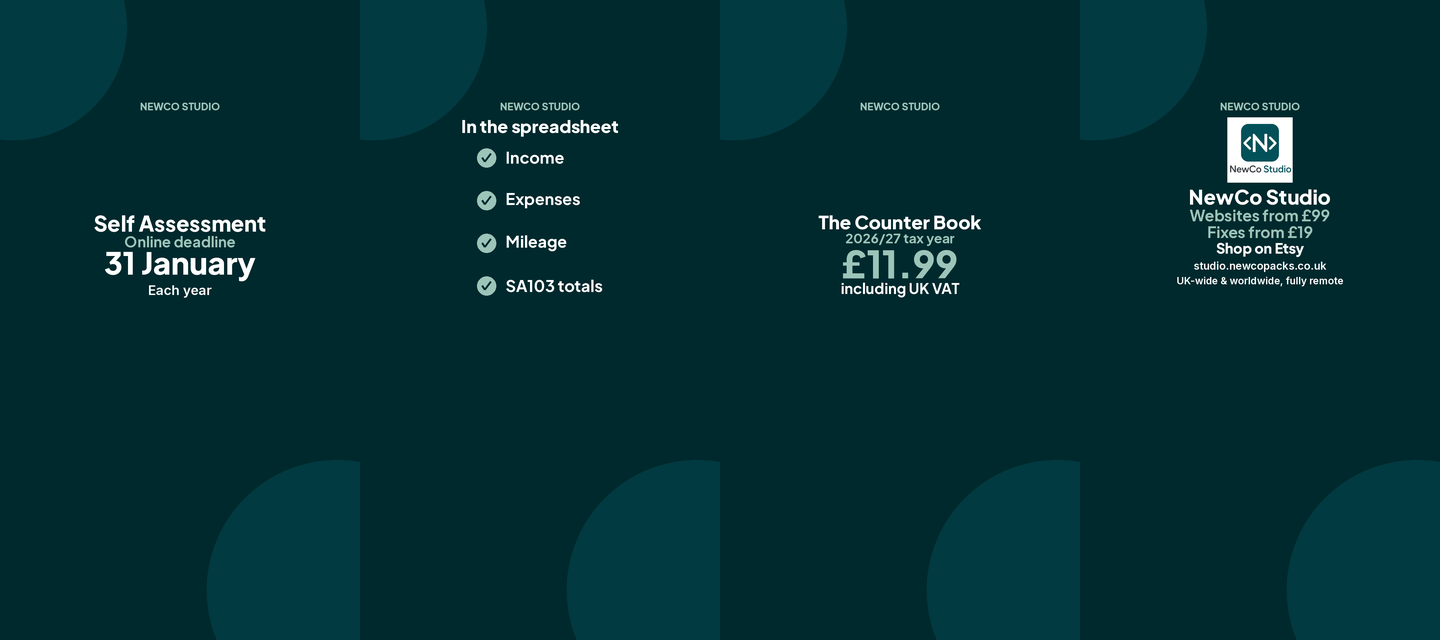 NEWCO STUDIO
Self Assessment
Online deadline
31 January
Each year
NEWCO STUDIO
In the spreadsheet
Income
Expenses
Mileage
SA103 totals
NEWCO STUDIO
The Counter Book
2026/27 tax year
£11.99
including UK VAT
NEWCO STUDIO
<N>
NewCo Studio
NewCo Studio
Websites from £99
Fixes from £19
Shop on Etsy
studio.newcopacks.co.uk
UK-wide & worldwide, fully remote